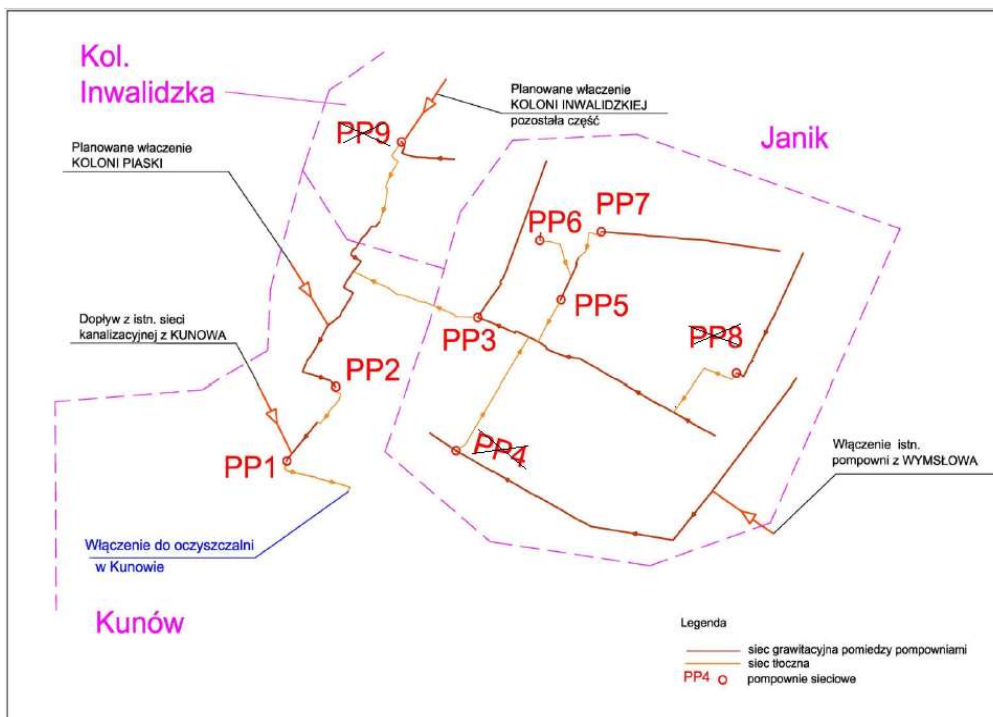 Kol.
Inwalidzka
Planowane włączenie
KOLONI INWALIDZKIEJ
pozostała część
PP9
Janik
Planowane włączenie
KOLONI PIASKI
PP7
PP6
PP5
Dopływ z istn. sieci
kanalizacyjnej z KUNOWA
PP3
PP8
PP2
PP4
PP1
Włączenie istn.
pompowni z WYMSŁOWA
Włączenie do oczyszczalni
w Kunowie
Kunów
Legenda
siec grawitacyjna pomiedzy pompowniami
siec tłoczna
PP4
pompownie sieciowe